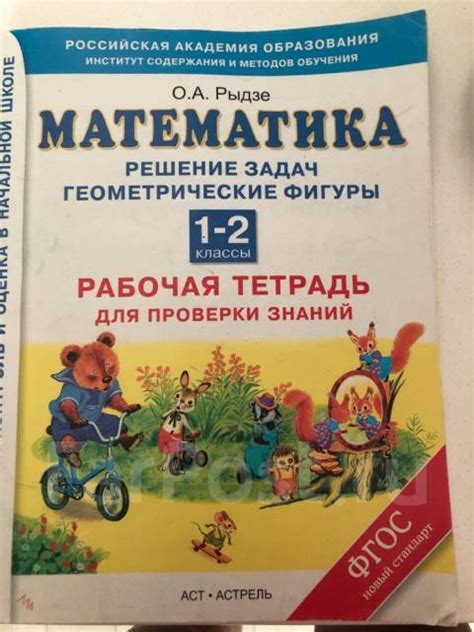 РОССИЙСКАЯ АКАДЕМИЯ ОБРАЗОВАНИЯ
ИНСТИТУТ СОДЕРЖАНИЯ И МЕТОДОВ ОБУЧЕНИЯ
О.А. Рыдзе
МАТЕМАТИКА
РЕШЕНИЕ ЗАДАЧ
ГЕОМЕТРИЧЕСКИЕ ФИГУРЫ
1-2
КЛАССЫ
РАБОЧАЯ ТЕТРАДЬ
ДЛЯ ПРОВЕРКИ ЗНАНИЙ
ФГОС
новый стандарт
АСТ • АСТРЕЛЬ
И ОЦЕНКА В НАЧАЛЬНОЙ ШКОЛЕ